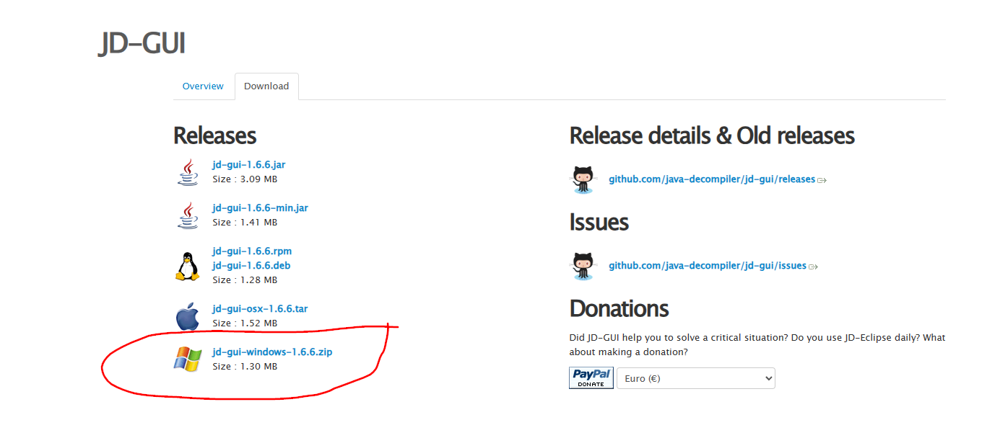 JD-GUI
Overview
Download
Releases
jd-gui-1.6.6.jar
Size : 3.09 MB
jd-gui-1.6.6-min.jar
Size : 1.41 MB
jd-gui-1.6.6.rpm
jd-gui-1.6.6.deb
Size : 1.28 MB
jd-gui-osx-1.6.6.tar
Size : 1.52 MB
jd-gui-windows-1.6.6.zip
Size : 1.30 MB
Release details & Old releases
github.com/java-decompiler/jd-gui/releases
Issues
github.com/java-decompiler/jd-gui/issues
Donations
Did JD-GUI help you to solve a critical situation? Do you use JD-Eclipse daily? What
about making a donation?
PayPal
DONATE
Euro (€)